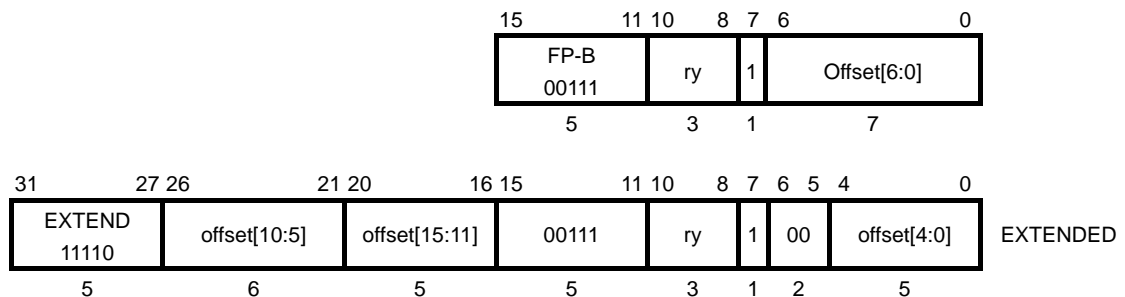 15 11 10 8 7 6 0
FP-B
00111 ry 1 Offset[6:0]
5 3 1 7
31 27 26 21 20 16 15 11 10 8 7 6 5 4 0
EXTEND
11110 offset[10:5] offset[15:11] 00111 ry 1 00 offset[4:0] EXTENDED
5 6 5 5 3 1 2 5